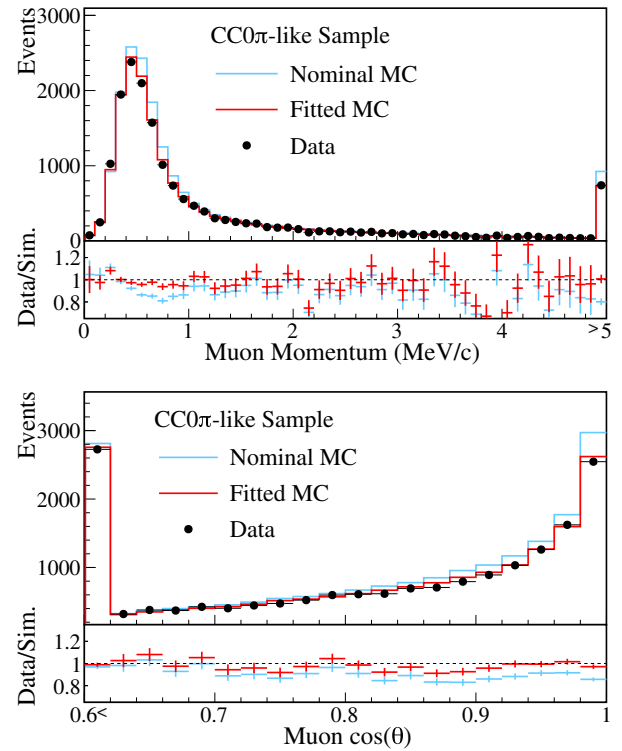 Events
3000
2000
1000
0
CC0π-like Sample
Nominal MC
Fitted MC
Data
Data/Sim.
1.2
1
0.8
0 1 2 3 4 >5
Muon Momentum (MeV/c)
Events
3000
2000
1000
CC0π-like Sample
Nominal MC
Fitted MC
Data
Data/Sim.
1.2
1
0.8
0.6< 0.7 0.8 0.9 1
Muon cos(θ)